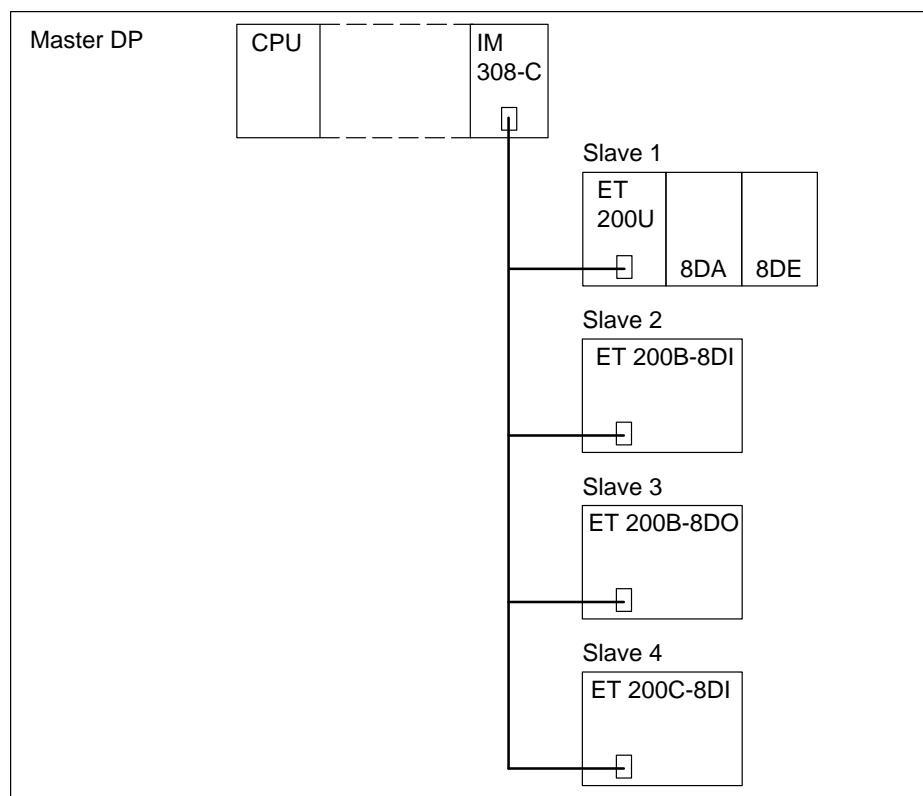 Master DP
CPU
IM
308-C
Slave 1
ET
200U
8DA
8DE
Slave 2
ET 200B-8DI
Slave 3
ET 200B-8DO
Slave 4
ET 200C-8DI